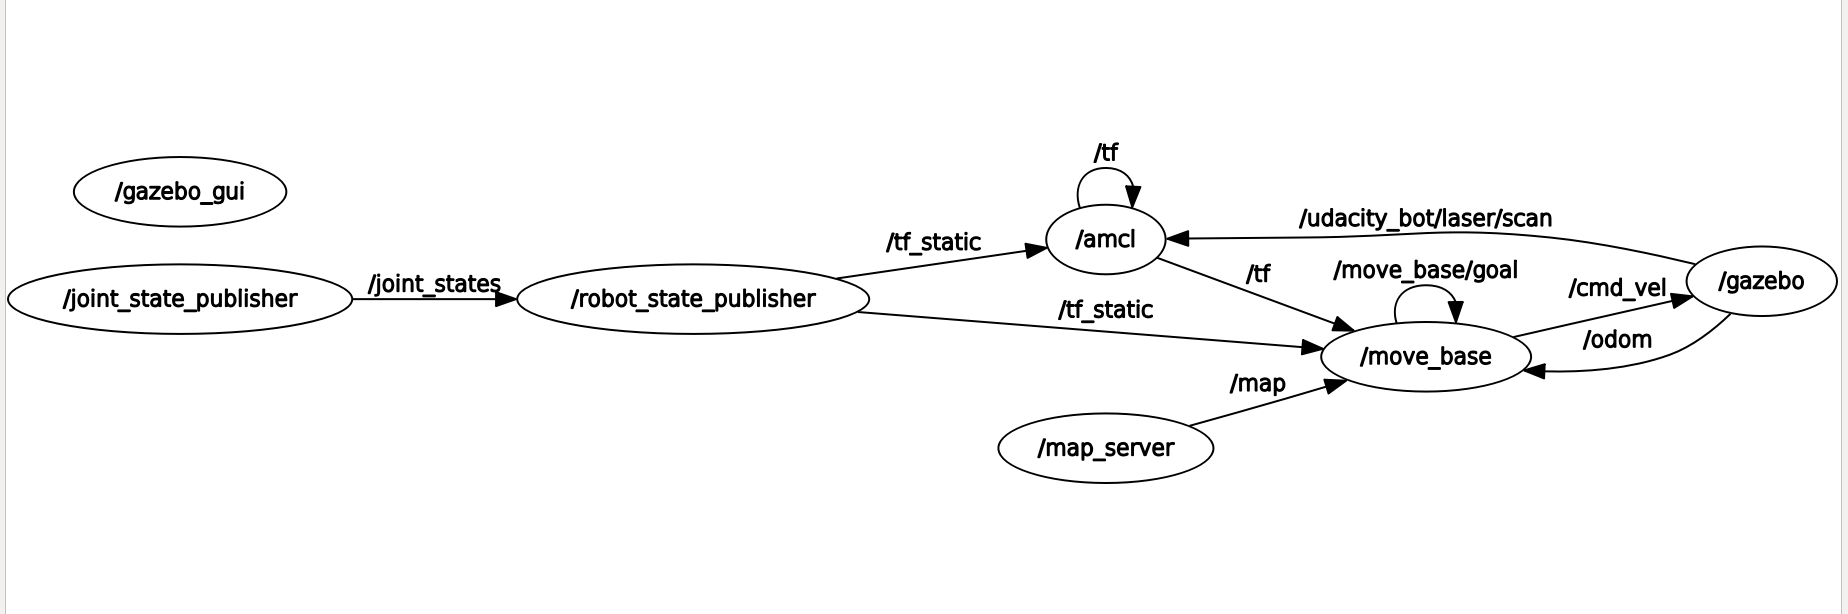 /tf
/gazebo_gui
/udacity_bot/laser/scan
/amcl
/tf_static
/tf
/move_base/goal
/gazebo
/joint_states
/cmd_vel
/joint_state_publisher
/robot_state_publisher
/tf_static
/odom
/move_base
/map
/map_server